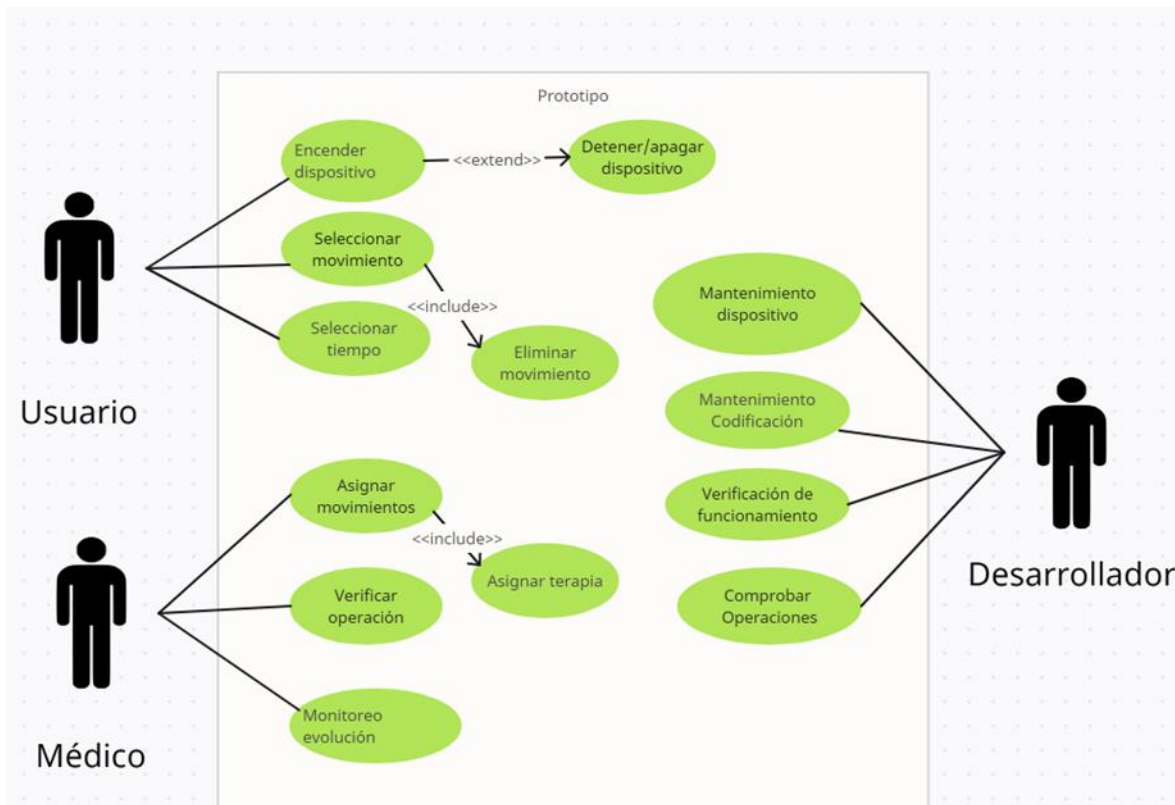 Prototipo
Encender
dispositivo
<<extend>>
Detener/apagar
dispositivo
Seleccionar
movimiento
<<include>>
Seleccionar
tiempo
Eliminar
movimiento
Usuario
Mantenimiento
dispositivo
Mantenimiento
Codificación
Verificación de
funcionamiento
Comprobar
Operaciones
Desarrollador
Asignar
movimientos
<<include>>
Asignar terapia
Verificar
operación
Monitoreo
evolución
Médico